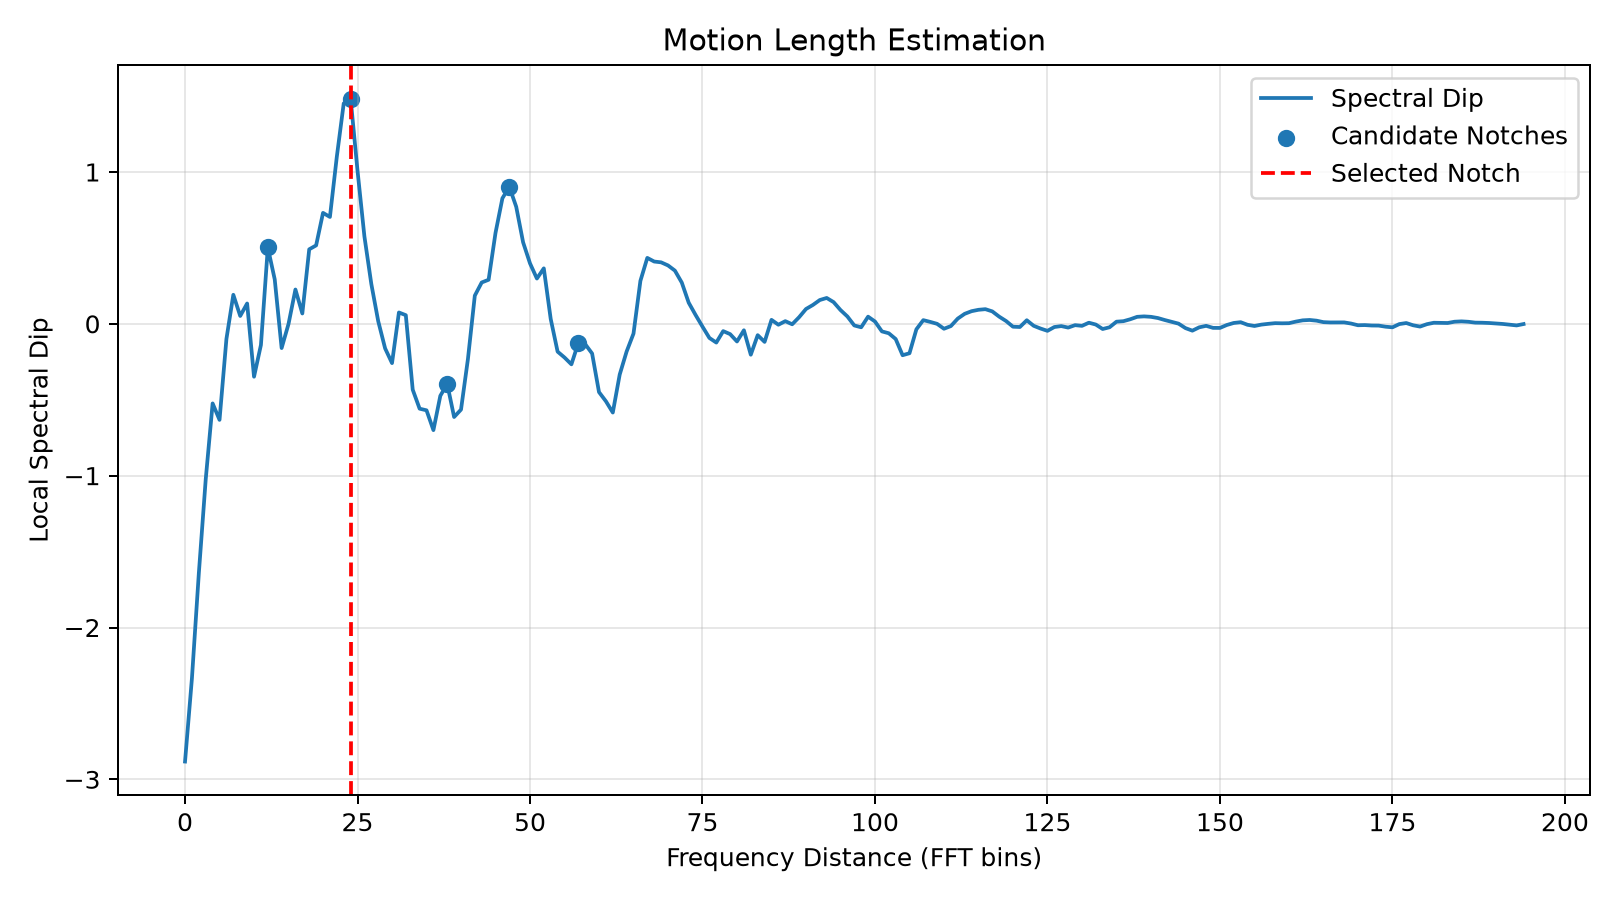 Motion Length Estimation
Spectral Dip
Candidate Notches
Selected Notch
Local Spectral Dip
1
0
−1
−2
−3
0 25 50 75 100 125 150 175 200
Frequency Distance (FFT bins)